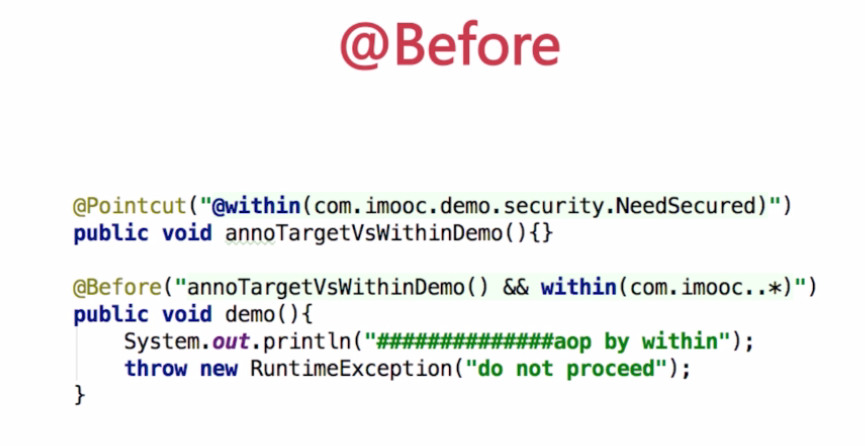 @Before
@Pointcut("@within(com.imooc.demo.security.NeedSecured)")
public void annoTargetVsWithinDemo(){}
@Before("annoTargetVsWithinDemo() && within(com.imooc..*)")
public void demo(){
    System.out.println("##############aop by within");
    throw new RuntimeException("do not proceed");
}